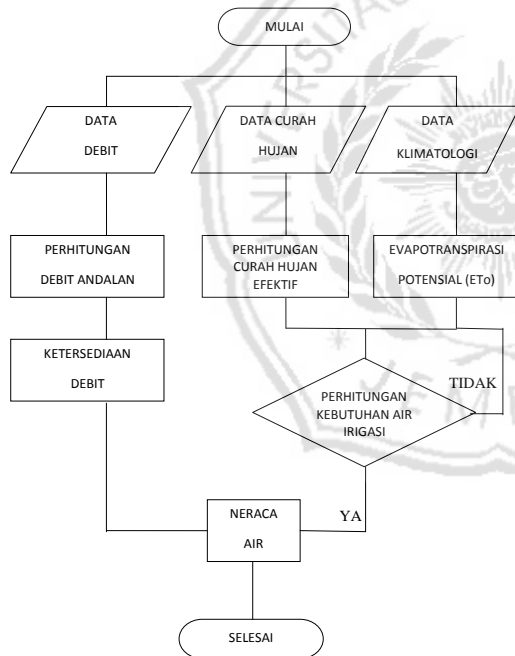 MULAI
DATA
DEBIT
DATA CURAH
HUJAN
DATA
KLIMATOLOGI
PERHITUNGAN
DEBIT ANDALAN
PERHITUNGAN
CURAH HUJAN
EFEKTIF
EVAPOTRANSPIRASI
POTENSIAL (ETo)
KETERSEDIAAN
DEBIT
TIDAK
PERHITUNGAN
KEBUTUHAN AIR
IRIGASI
YA
NERACA
AIR
SELESAI